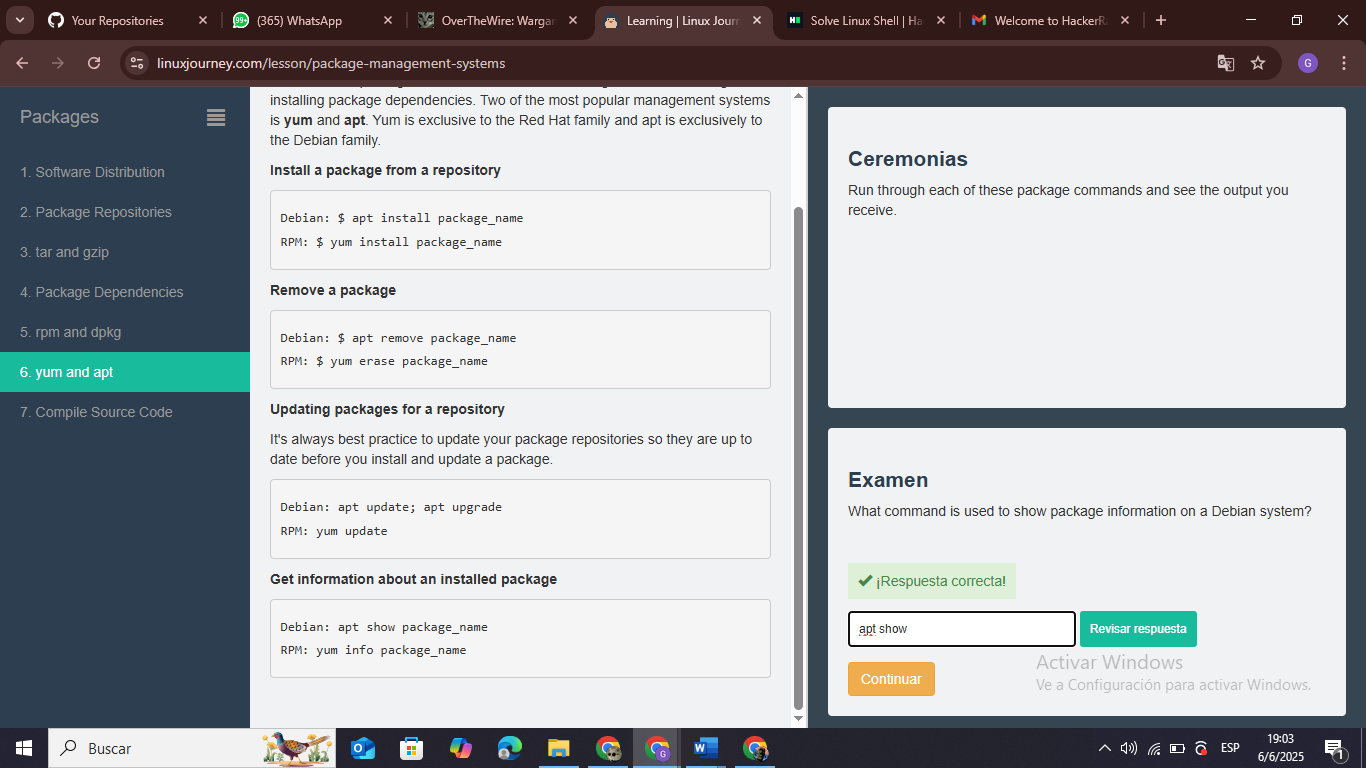 Your Repositories
(365) WhatsApp
OverTheWire: Wargar
Learning | Linux Journ
Solve Linux Shell | Ha
Welcome to HackerRa
linuxjourney.com/lesson/package-management-systems
G
Packages
1. Software Distribution
2. Package Repositories
3. tar and gzip
4. Package Dependencies
5. rpm and dpkg
6. yum and apt
7. Compile Source Code
installing package dependencies. Two of the most popular management systems
is yum and apt. Yum is exclusive to the Red Hat family and apt is exclusively to
the Debian family.
Install a package from a repository
Debian: $ apt install package_name
RPM: $ yum install package_name
Remove a package
Debian: $ apt remove package_name
RPM: $ yum erase package_name
Updating packages for a repository
It's always best practice to update your package repositories so they are up to
date before you install and update a package.
Debian: apt update; apt upgrade
RPM: yum update
Get information about an installed package
Debian: apt show package_name
RPM: yum info package_name
Ceremonias
Run through each of these package commands and see the output you
receive.
Examen
What command is used to show package information on a Debian system?
¡Respuesta correcta!
apt show
Revisar respuesta
Continuar
Activar Windows
Ve a Configuración para activar Windows.
Buscar
ESP
19:03
6/6/2025
1